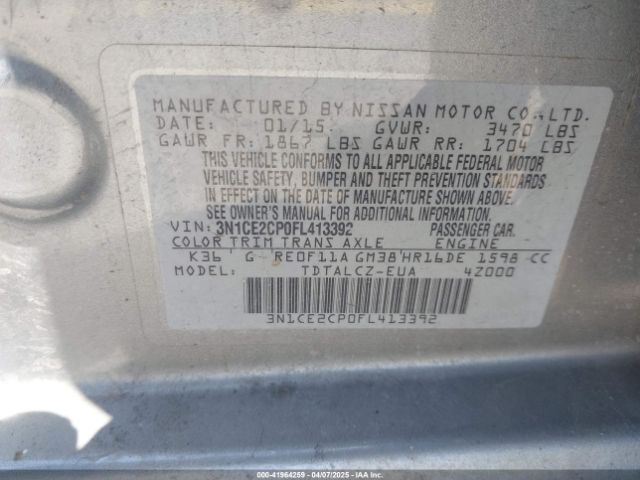 MANUFACTURED BY NISSAN MOTOR CO., LTD.
DATE: 01/15 GVWR: 3470 LBS
GAWR FR: 1867 LBS GAWR RR: 1704 LBS
THIS VEHICLE CONFORMS TO ALL APPLICABLE FEDERAL MOTOR
VEHICLE SAFETY, BUMPER AND THEFT PREVENTION STANDARDS
IN EFFECT ON THE DATE OF MANUFACTURE SHOWN ABOVE.
SEE OWNER'S MANUAL FOR ADDITIONAL INFORMATION.
VIN: 3N1CE2CP0FL413392 PASSENGER CAR.
COLOR TRIM TRANS AXLE ENGINE
K36 G RE0F11A GM38 HR16DE 1598 CC
MODEL: TDTALCZ-EUA 4Z000
3N1CE2CP0FL413392
000-41964259 - 04/07/2025 - IAAI.COM